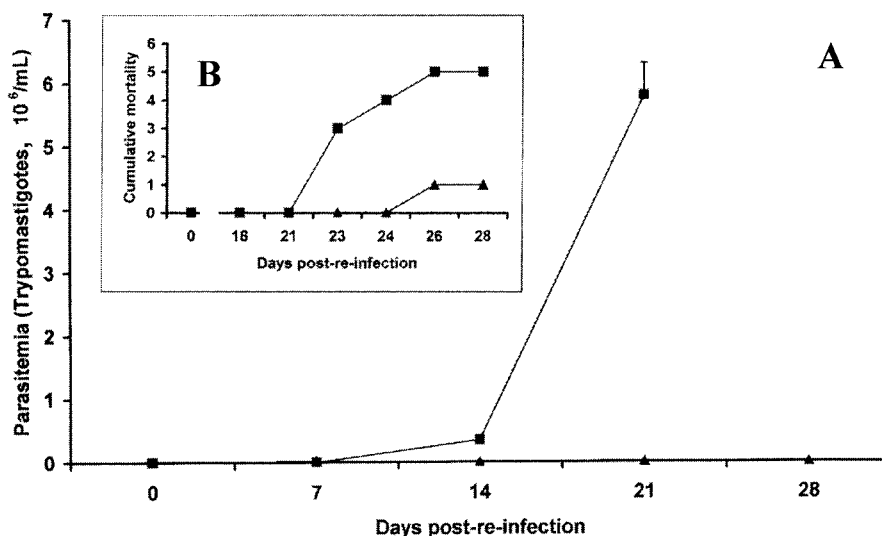 A
B
Cumulative mortality
6
5
4
3
2
1
0
0 18 21 23 24 26 28
Days post-re-infection
Parasitemia (Trypomastigotes, 10⁶/mL)
7
6
5
4
3
2
1
0
0 7 14 21 28
Days post-re-infection